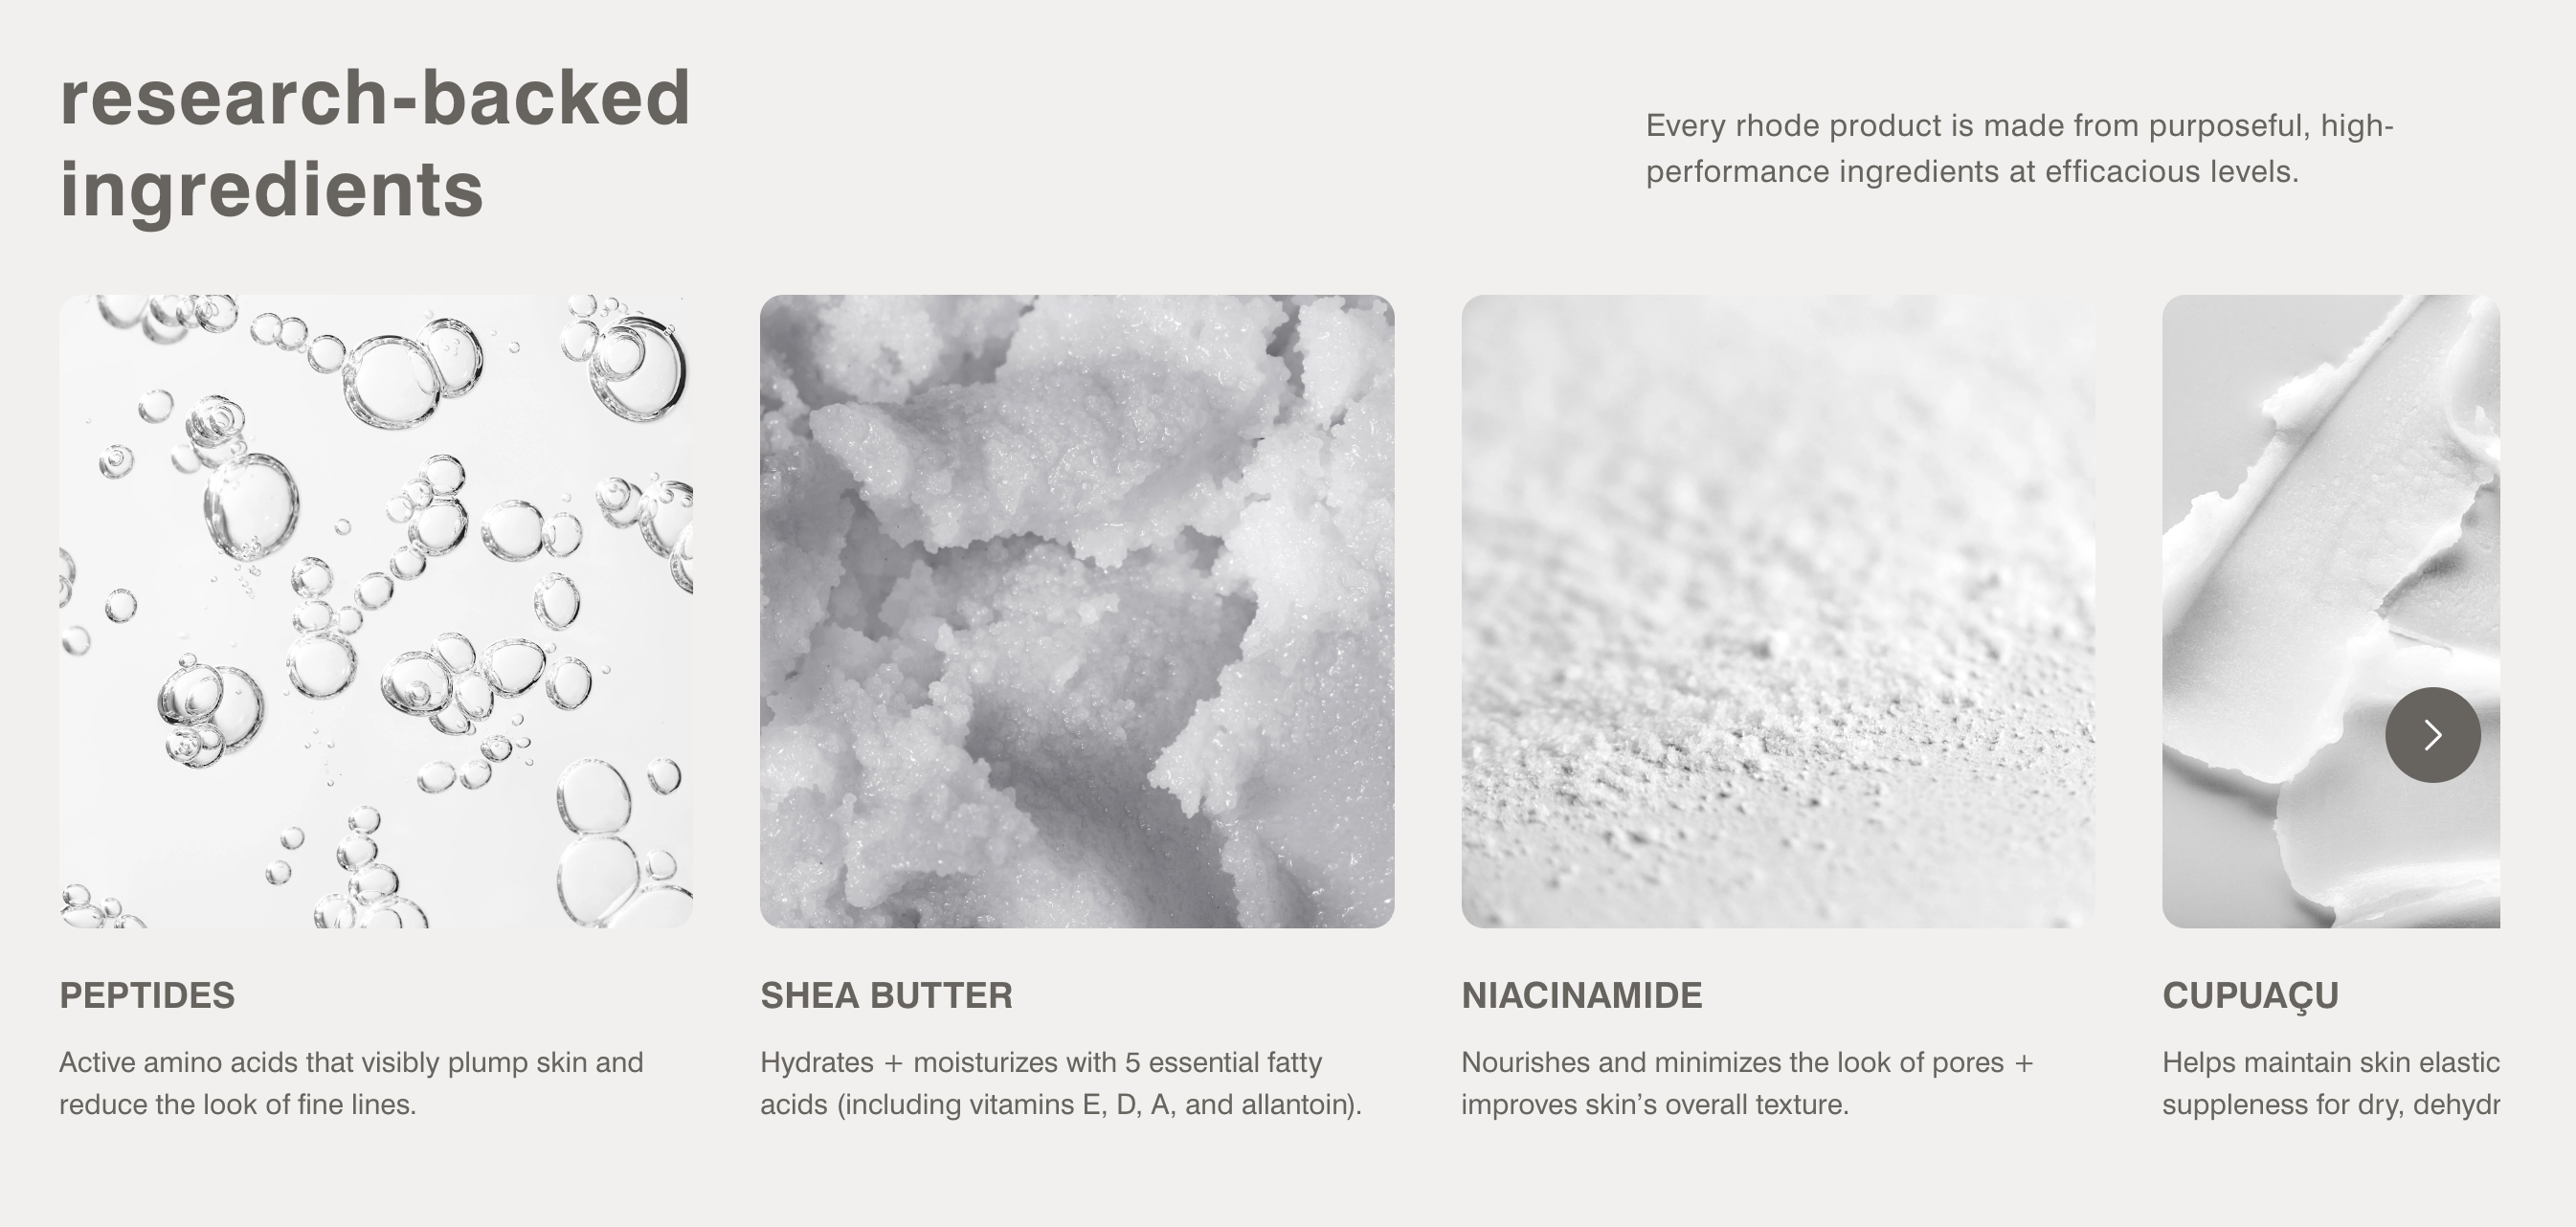 research-backed
ingredients
Every rhode product is made from purposeful, high-
performance ingredients at efficacious levels.
PEPTIDES
Active amino acids that visibly plump skin and
reduce the look of fine lines.
SHEA BUTTER
Hydrates + moisturizes with 5 essential fatty
acids (including vitamins E, D, A, and allantoin).
NIACINAMIDE
Nourishes and minimizes the look of pores +
improves skin’s overall texture.
CUPUAÇU
Helps maintain skin elastic
suppleness for dry, dehydr